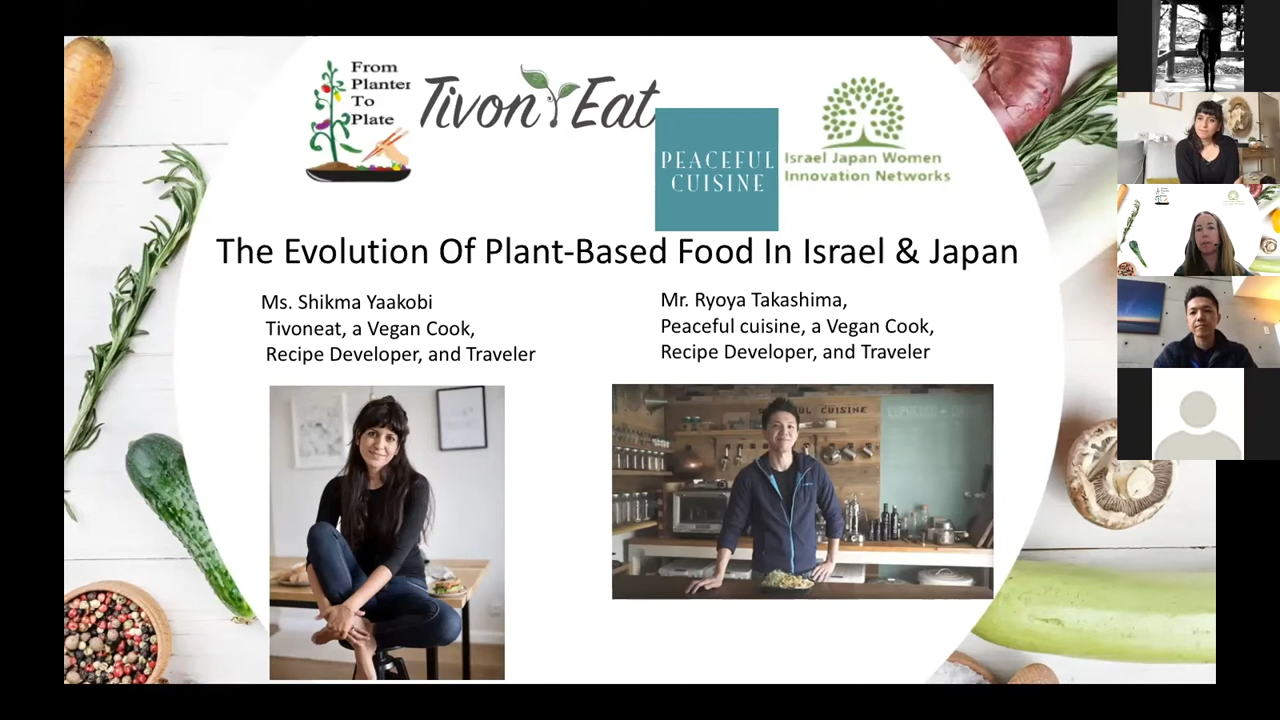 From
Planter
To
Plate
Tivon Eat
PEACEFUL
CUISINE
Israel Japan Women
Innovation Networks
The Evolution Of Plant-Based Food In Israel & Japan
Ms. Shikma Yaakobi
Tivoneat, a Vegan Cook,
Recipe Developer, and Traveler
Mr. Ryoya Takashima,
Peaceful cuisine, a Vegan Cook,
Recipe Developer, and Traveler